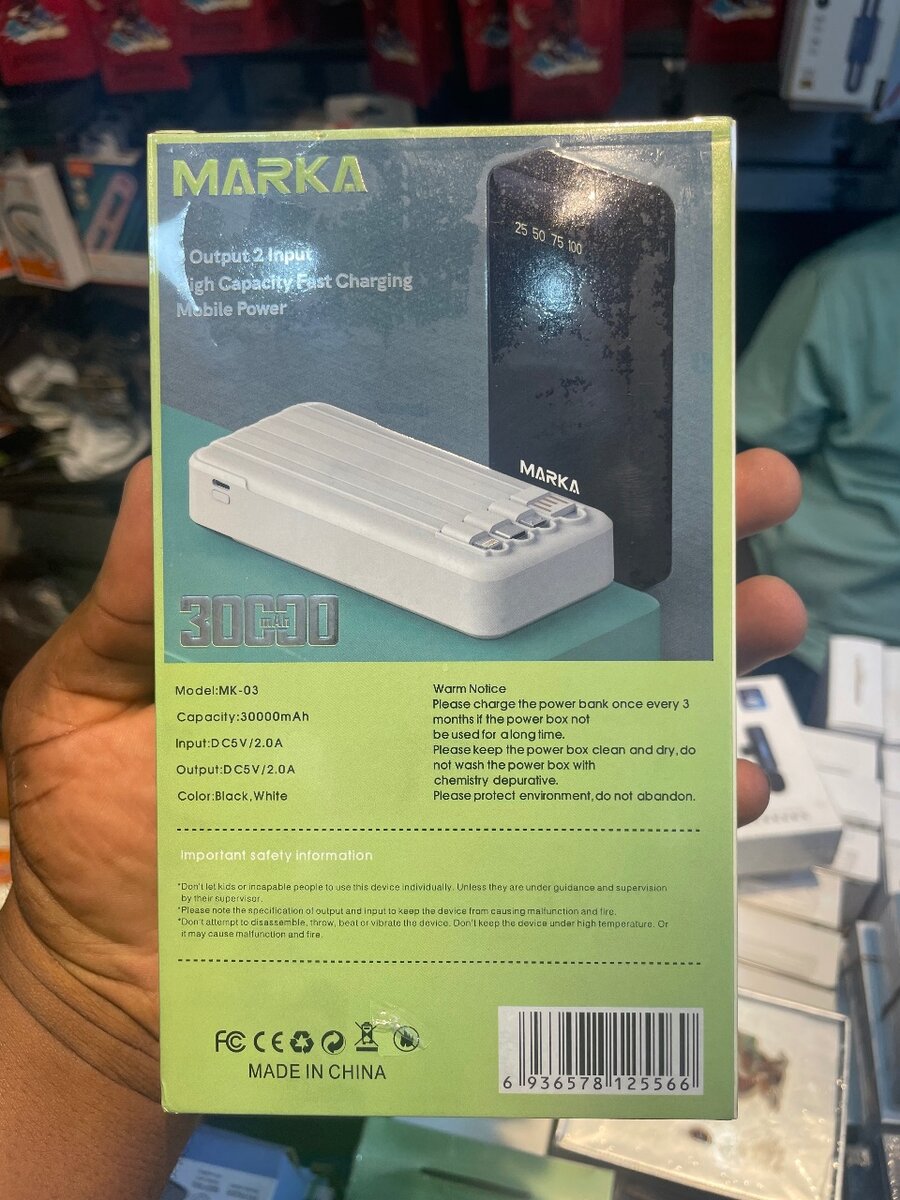 MARKA
Output 2 Input
High Capacity Fast Charging
Mobile Power
25 50 75 100
MARKA
30000
mAh
Model:MK-03
Capacity:30000mAh
Input:DC5V/2.0A
Output:DC5V/2.0A
Color:Black,White
Warm Notice
Please charge the power bank once every 3
months if the power box not
be used for a long time.
Please keep the power box clean and dry,do
not wash the power box with
chemistry depurative.
Please protect environment,do not abandon.
Important safety information
*Don't let kids or incapable people to use this device individually. Unless they are under guidance and supervision
by their supervisor.
*Please note the specification of output and input to keep the device from causing malfunction and fire.
*Don't attempt to disassemble, throw, beat or vibrate the device. Don't keep the device under high temperature. Or
it may cause malfunction and fire.
FC CE
MADE IN CHINA
6 936578 125566